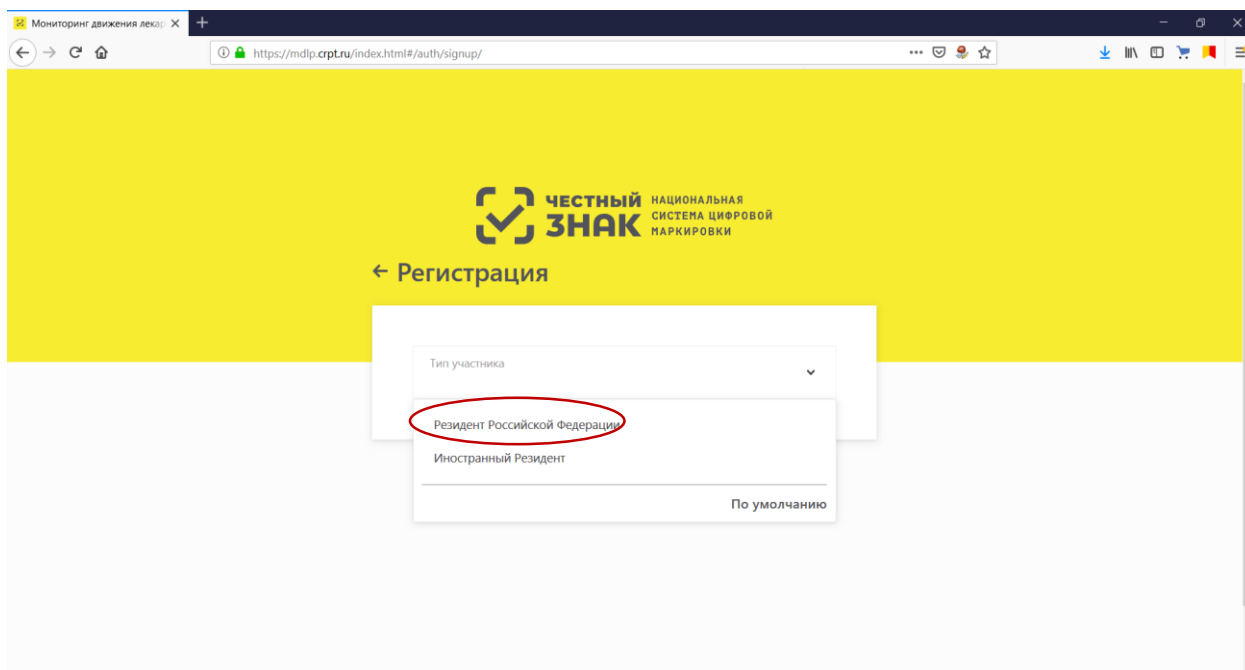 Мониторинг движения лекар
https://mdlp.crpt.ru/index.html#/auth/signup/
ЧЕСТНЫЙ ЗНАК
НАЦИОНАЛЬНАЯ
СИСТЕМА ЦИФРОВОЙ
МАРКИРОВКИ
← Регистрация
Тип участника
Резидент Российской Федерации
Иностранный Резидент
По умолчанию